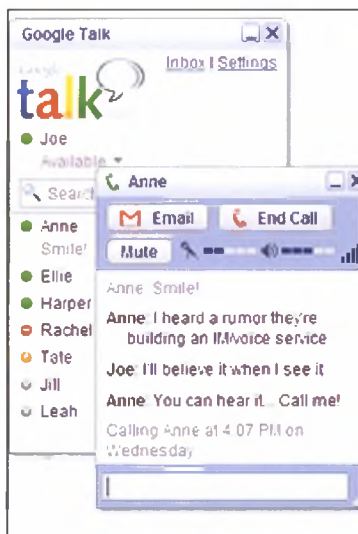 Google Talk
Inbox | Settings
Google
talk
Joe
Available
Search
Anne
Smile!
Ellie
Harper
Rachel
Tate
Jill
Leah
Anne
Email
End Call
Mute
Anne: Smile!
Anne: I heard a rumor they're
building an IM/voice service
Joe: I'll believe it when I see it
Anne: You can hear it... Call me!
Calling Anne at 4:07 PM on
Wednesday